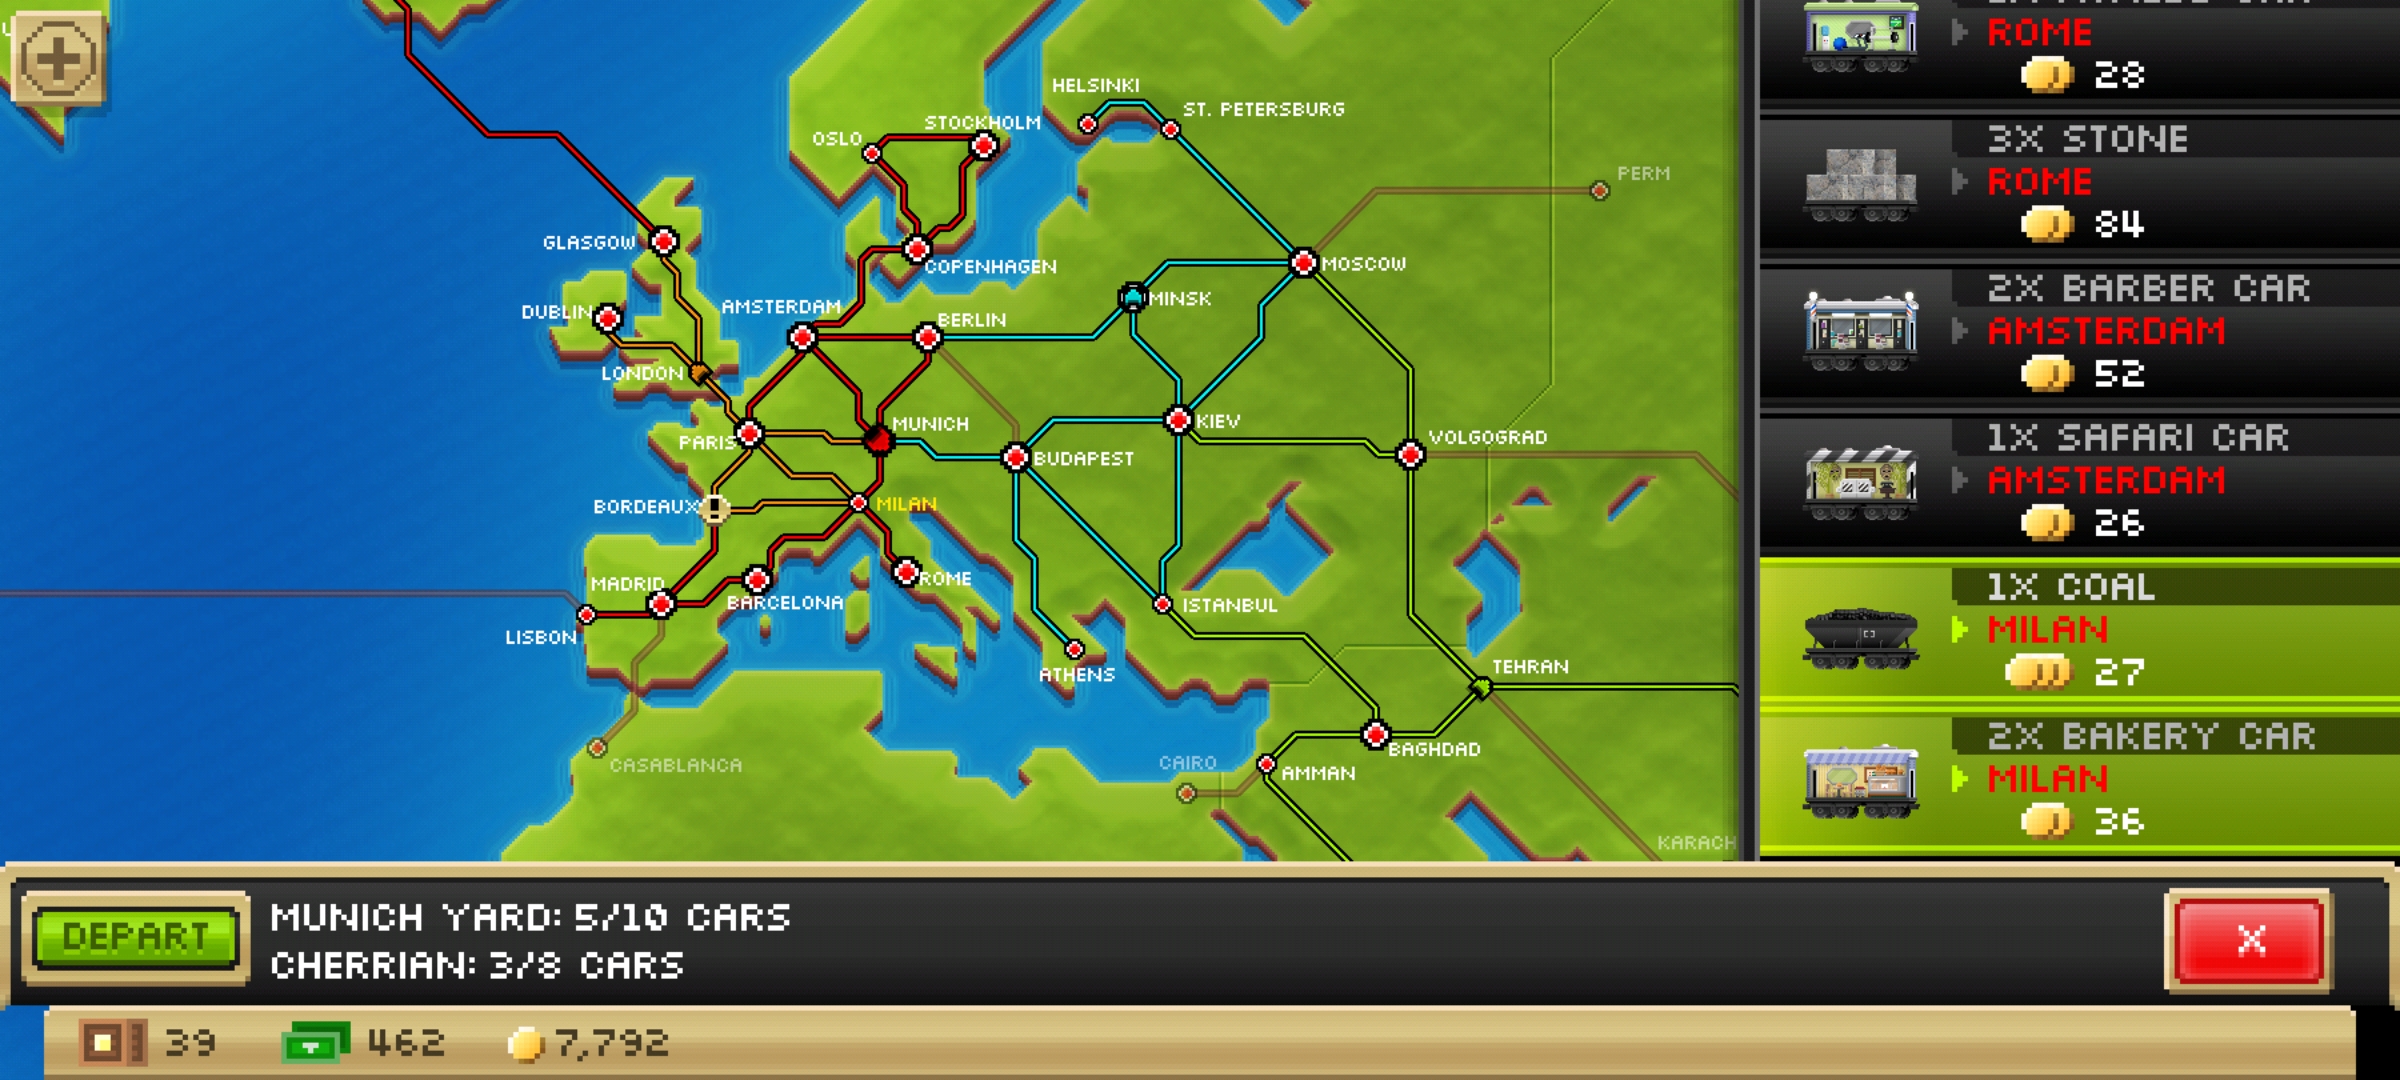 HELSINKI
ST. PETERSBURG
STOCKHOLM
OSLO
PERM
GLASGOW
COPENHAGEN
MOSCOW
DUBLIN
AMSTERDAM
BERLIN
MINSK
LONDON
PARIS
MUNICH
BUDAPEST
KIEV
VOLGOGRAD
BORDEAUX
MILAN
MADRID
BARCELONA
ROME
ISTANBUL
LISBON
ATHENS
TEHRAN
CASABLANCA
CAIRO
AMMAN
BAGHDAD
KARACH
ROME
28
3X STONE
ROME
84
2X BARBER CAR
AMSTERDAM
52
1X SAFARI CAR
AMSTERDAM
26
1X COAL
MILAN
27
2X BAKERY CAR
MILAN
36
DEPART
MUNICH YARD: 5/10 CARS
CHERRIAN: 3/8 CARS
X
39
462
7,792